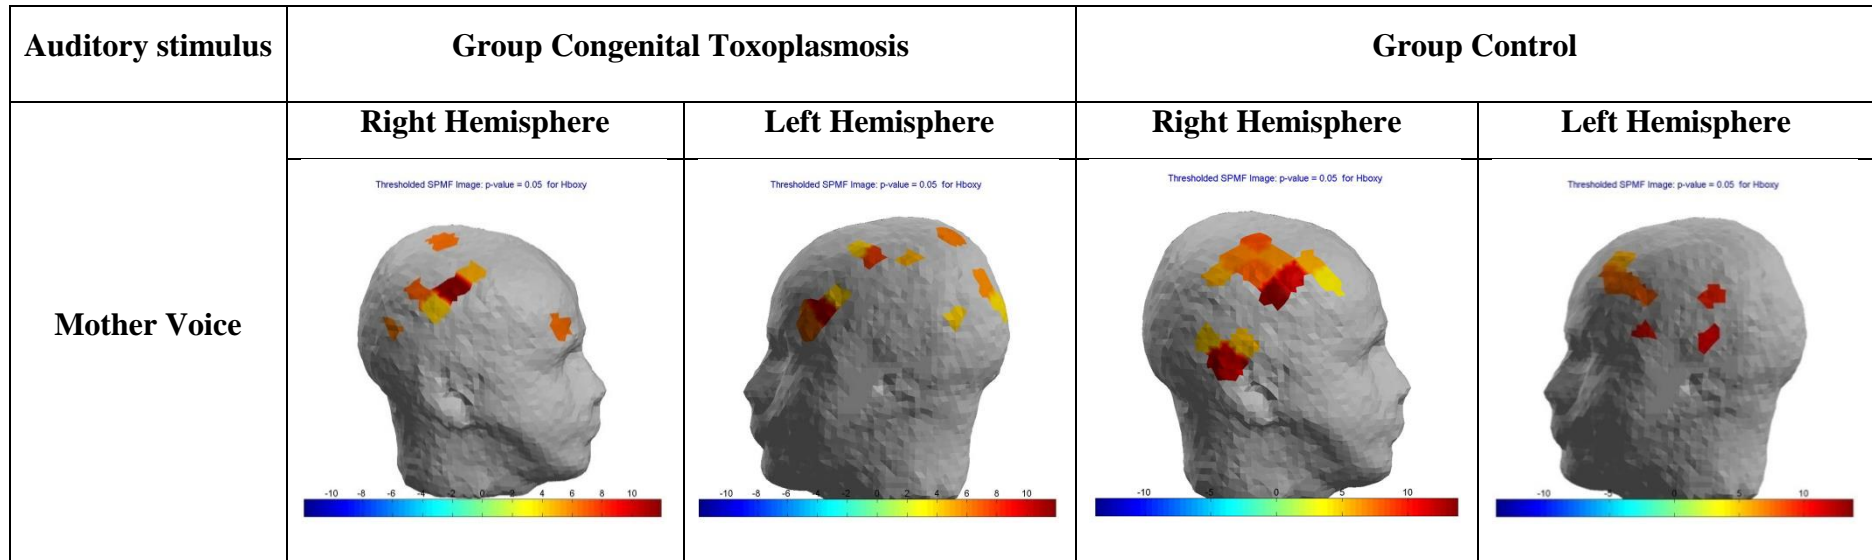 Auditory stimulus
Group Congenital Toxoplasmosis
Group Control
Right Hemisphere
Left Hemisphere
Right Hemisphere
Left Hemisphere
Mother Voice
Thresholded SPMF Image: p-value = 0.05 for Hboxy
Thresholded SPMF Image: p-value = 0.05 for Hboxy
Thresholded SPMF Image: p-value = 0.05 for Hboxy
Thresholded SPMF Image: p-value = 0.05 for Hboxy
-10 -8 -6 -4 -2 0 2 4 6 8 10
-10 -8 -6 -4 -2 0 2 4 6 8 10
-10 -5 0 5 10
-10 -5 0 5 10